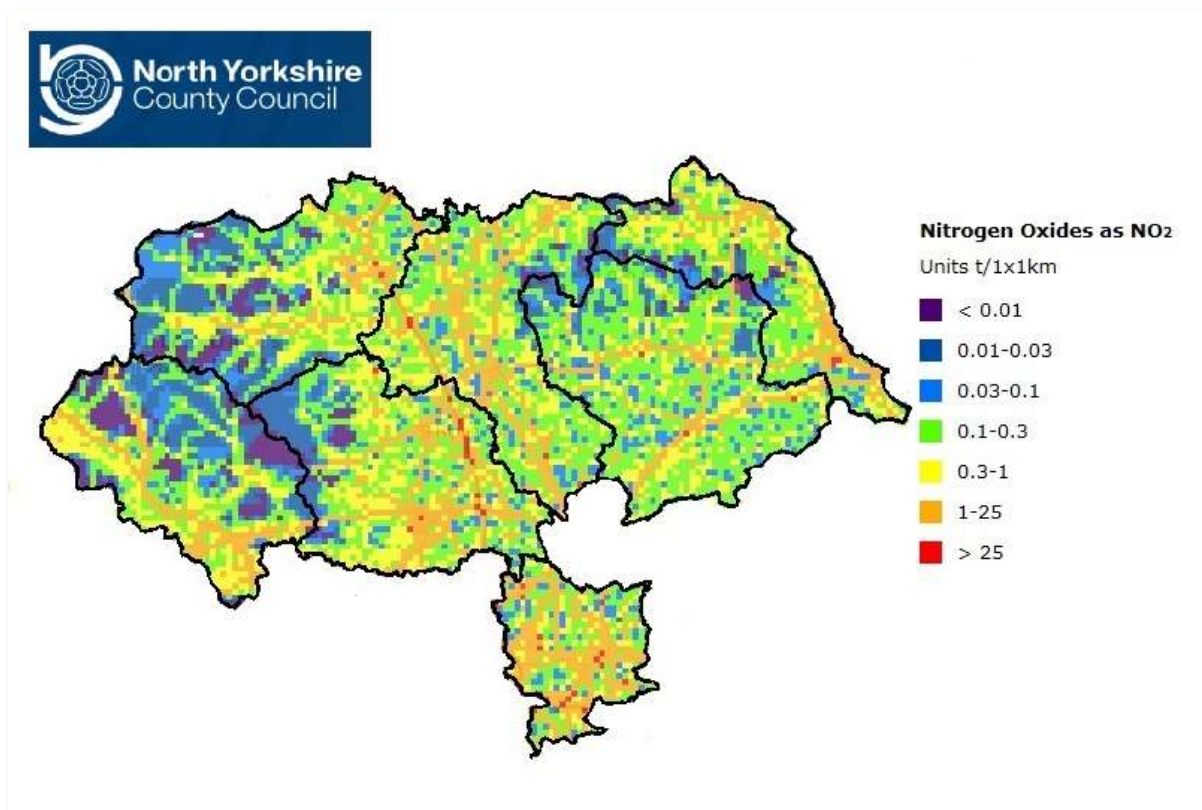 North Yorkshire
County Council
Nitrogen Oxides as NO₂
Units t/1x1km
< 0.01
0.01-0.03
0.03-0.1
0.1-0.3
0.3-1
1-25
> 25